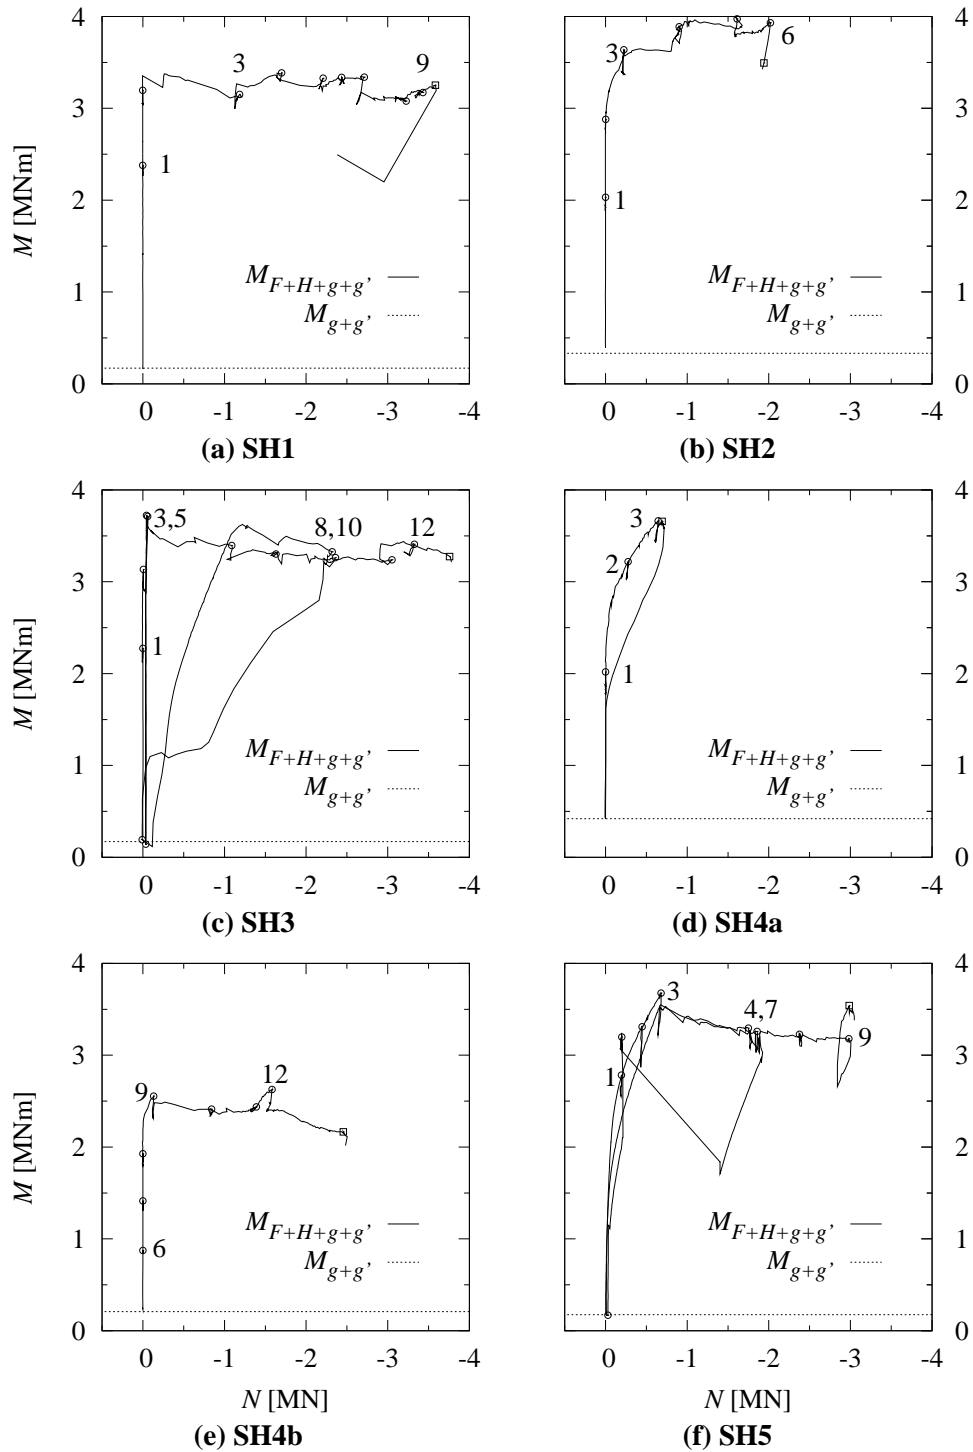 4 4
3 3
2 2
1 1
0 0
M [MNm]
3 9
1
M_{F+H+g+g'}
M_{g+g'}
0 -1 -2 -3 -4
(a) SH1
3 6
1
M_{F+H+g+g'}
M_{g+g'}
0 -1 -2 -3 -4
(b) SH2
4 4
3 3
2 2
1 1
0 0
M [MNm]
3,5 8,10 12
1
M_{F+H+g+g'}
M_{g+g'}
0 -1 -2 -3 -4
(c) SH3
3
2
1
M_{F+H+g+g'}
M_{g+g'}
0 -1 -2 -3 -4
(d) SH4a
4 4
3 3
2 2
1 1
0 0
M [MNm]
9 12
6
M_{F+H+g+g'}
M_{g+g'}
0 -1 -2 -3 -4
N [MN]
(e) SH4b
3
4,7
9
1
M_{F+H+g+g'}
M_{g+g'}
0 -1 -2 -3 -4
N [MN]
(f) SH5